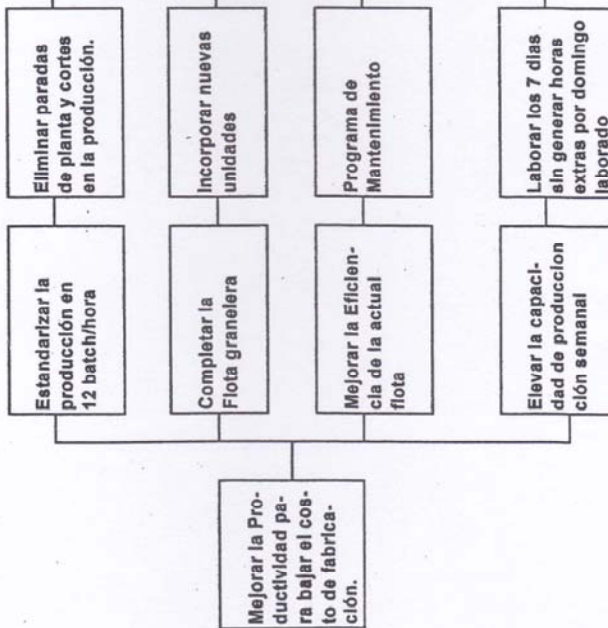 Mejorar la Pro-
ductividad pa-
ra bajar el cos-
to de fabrica-
ción.
Estandarizar la
producción en
12 batch/hora
Eliminar paradas
de planta y cortes
en la producción.
Completar la
Flota granelera
Incorporar nuevas
unidades
Mejorar la Eficien-
cia de la actual
flota
Programa de
Mantenimiento
Elevar la capaci-
dad de produccion
ción semanal
Laborar los 7 dias
sin generar horas
extras por domingo
laborado